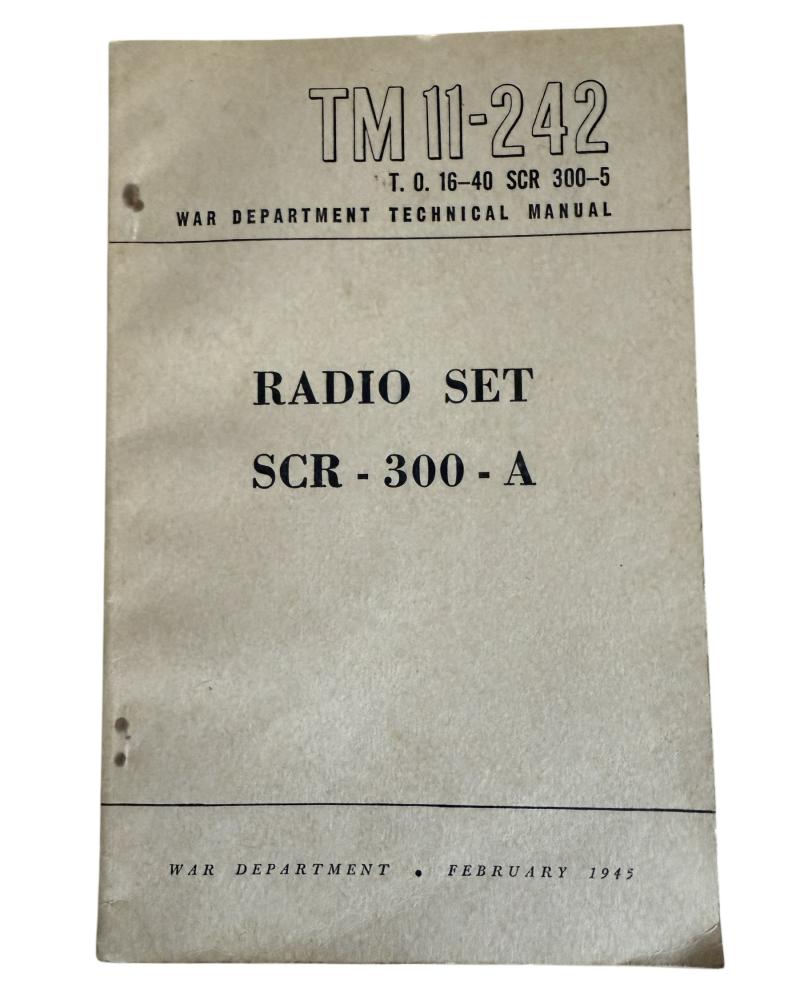 TM 11-242
T. O. 16–40 SCR 300–5
WAR DEPARTMENT TECHNICAL MANUAL
RADIO SET
SCR - 300 - A
WAR DEPARTMENT • FEBRUARY 1945